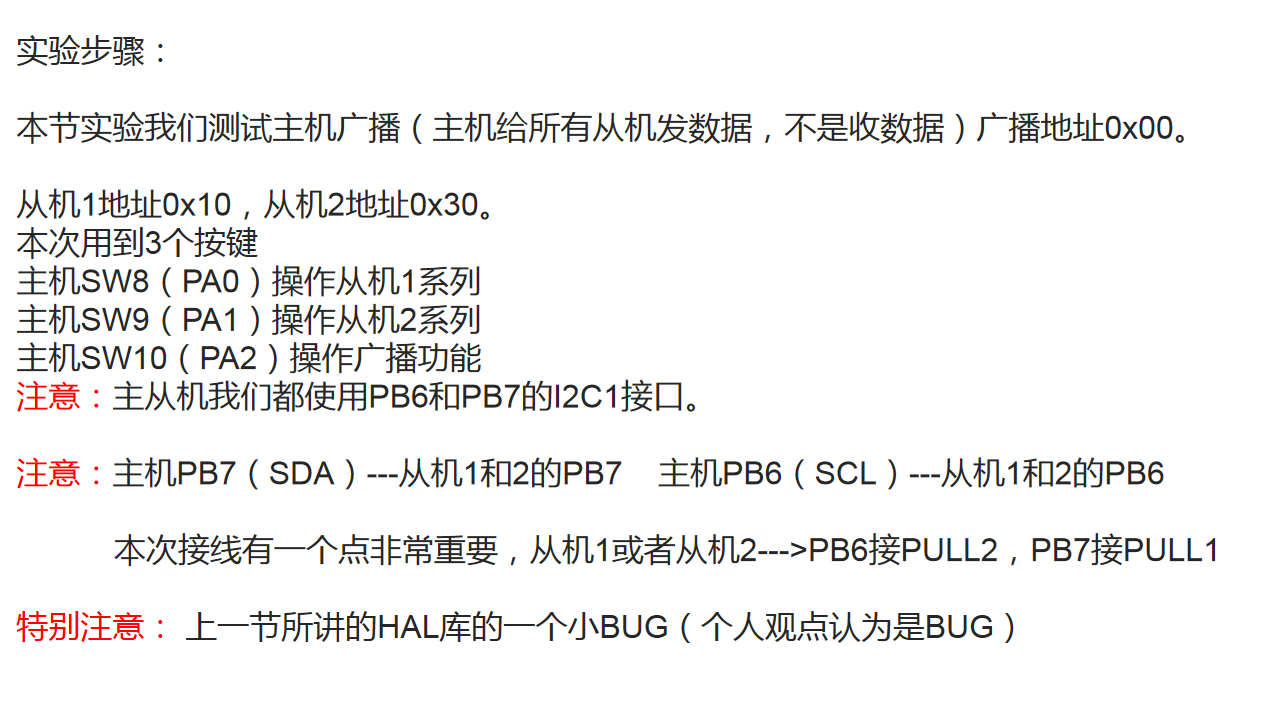 实验步骤：
本节实验我们测试主机广播（主机给所有从机发数据，不是收数据）广播地址0x00。
从机1地址0x10，从机2地址0x30。
本次用到3个按键
主机SW8（PA0）操作从机1系列
主机SW9（PA1）操作从机2系列
主机SW10（PA2）操作广播功能
注意：主从机我们都使用PB6和PB7的I2C1接口。
注意：主机PB7（SDA）---从机1和2的PB7 主机PB6（SCL）---从机1和2的PB6
本次接线有一个点非常重要，从机1或者从机2--->PB6接PULL2，PB7接PULL1
特别注意： 上一节所讲的HAL库的一个小BUG（个人观点认为是BUG）